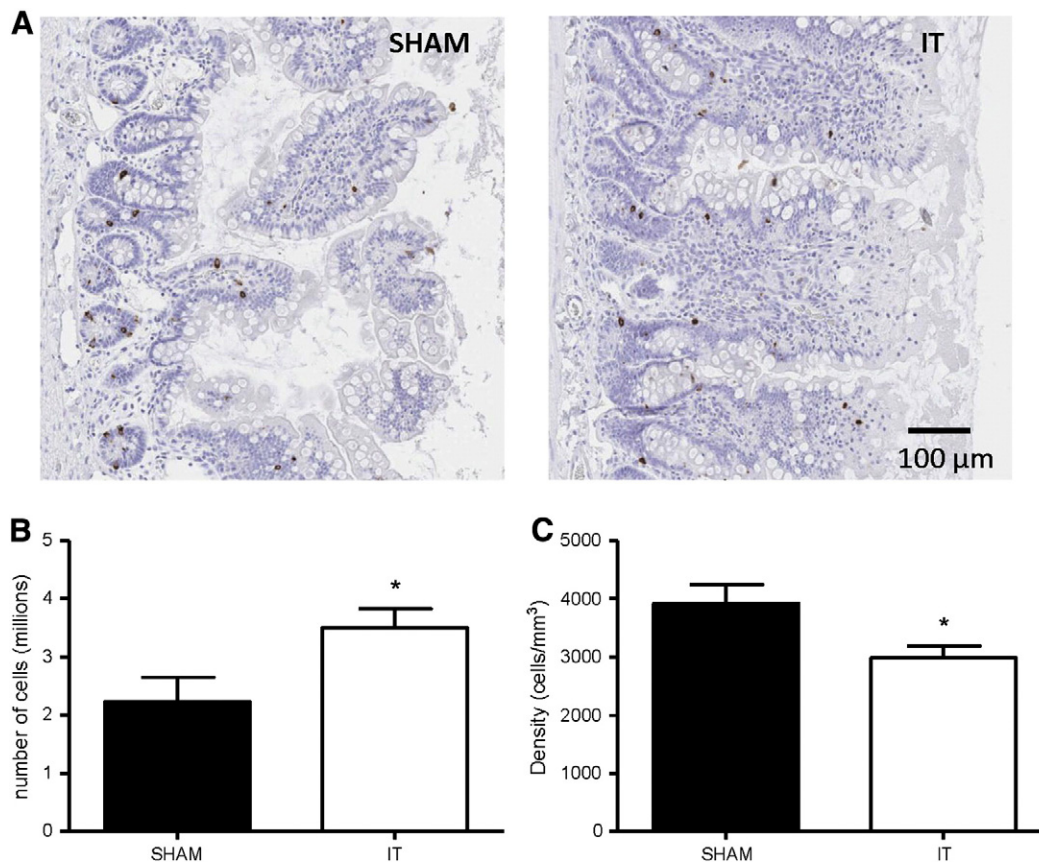 A
SHAM
IT
100 µm
B
number of cells (millions)
5
4
3
2
1
0
*
SHAM
IT
C
Density (cells/mm³)
5000
4000
3000
2000
1000
0
*
SHAM
IT